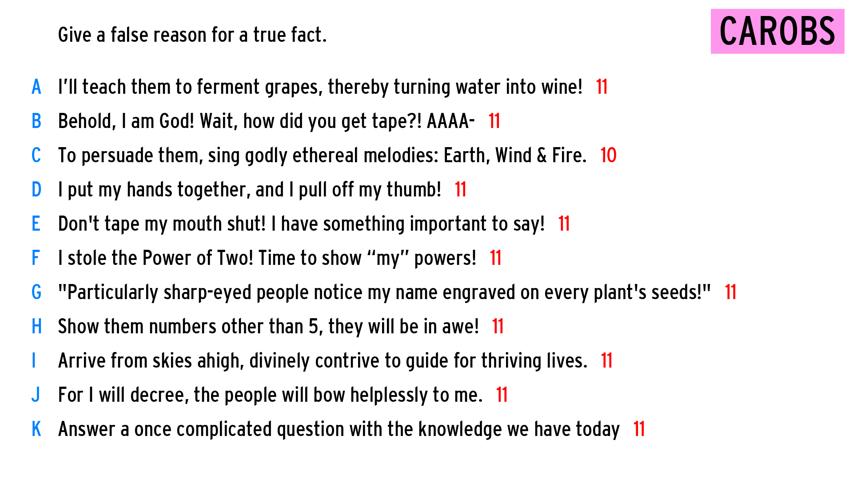 Give a false reason for a true fact.
CAROBS
A I'll teach them to ferment grapes, thereby turning water into wine! 11
B Behold, I am God! Wait, how did you get tape?! AAAA- 11
C To persuade them, sing godly ethereal melodies: Earth, Wind & Fire. 10
D I put my hands together, and I pull off my thumb! 11
E Don't tape my mouth shut! I have something important to say! 11
F I stole the Power of Two! Time to show “my” powers! 11
G "Particularly sharp-eyed people notice my name engraved on every plant's seeds!" 11
H Show them numbers other than 5, they will be in awe! 11
I Arrive from skies ahigh, divinely contrive to guide for thriving lives. 11
J For I will decree, the people will bow helplessly to me. 11
K Answer a once complicated question with the knowledge we have today 11